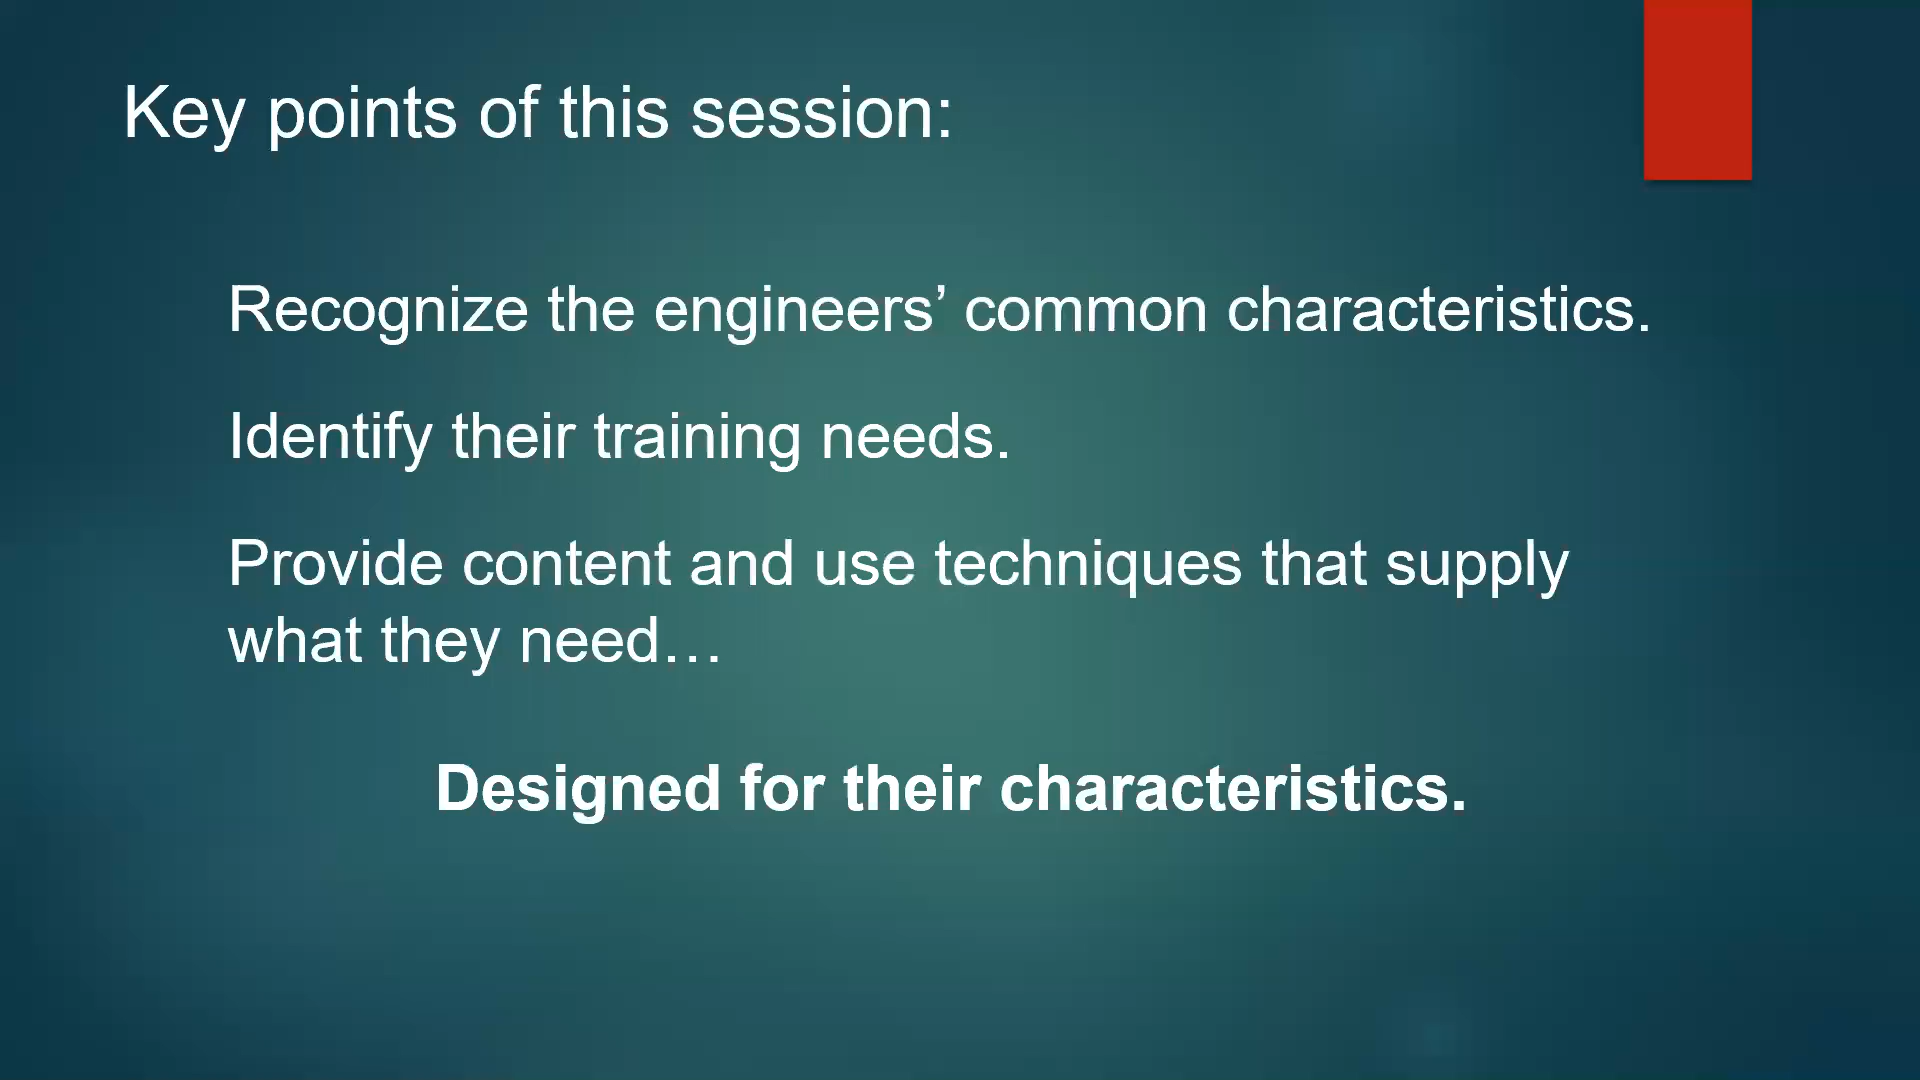 Key points of this session:
Recognize the engineers’ common characteristics.
Identify their training needs.
Provide content and use techniques that supply
what they need…
Designed for their characteristics.